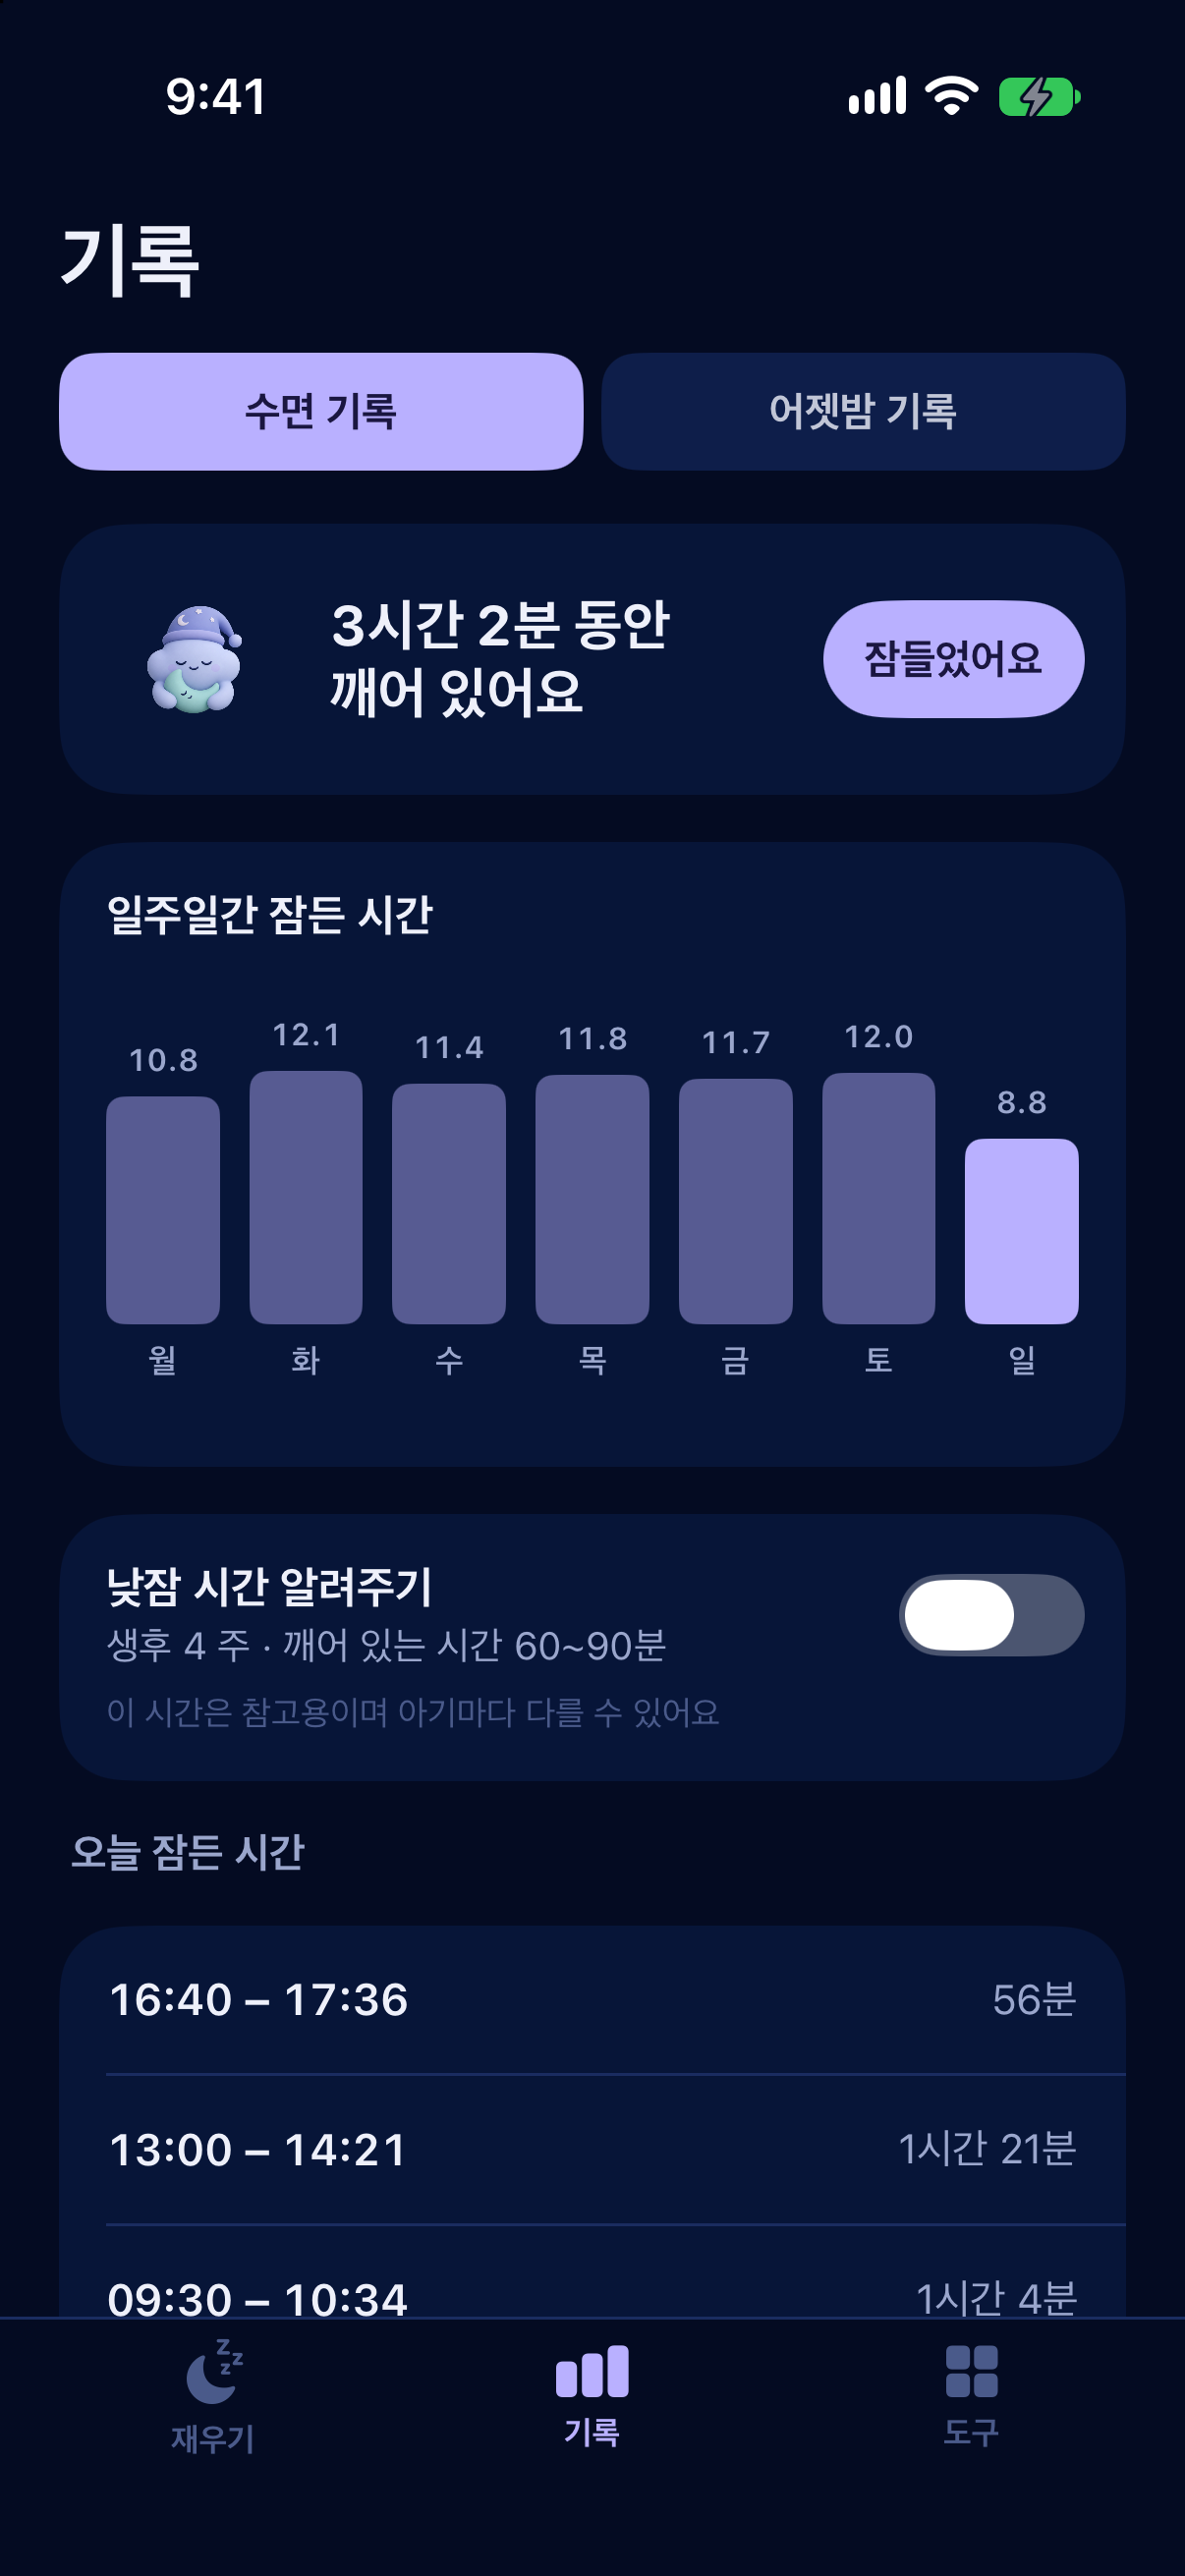 9:41
기록
수면 기록
어젯밤 기록
3시간 2분 동안
깨어 있어요
잠들었어요
일주일간 잠든 시간
10.8
12.1
11.4
11.8
11.7
12.0
8.8
월
화
수
목
금
토
일
낮잠 시간 알려주기
생후 4 주 · 깨어 있는 시간 60~90분
이 시간은 참고용이며 아기마다 다를 수 있어요
오늘 잠든 시간
16:40 – 17:36
56분
13:00 – 14:21
1시간 21분
09:30 – 10:34
1시간 4분
재우기
기록
도구